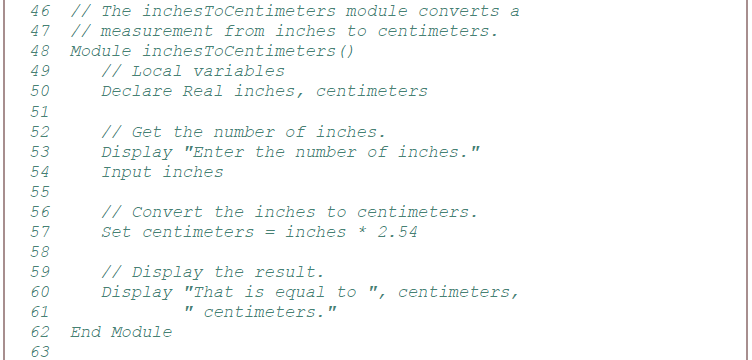 46 // The inchesToCentimeters module converts a
47 // measurement from inches to centimeters.
48 Module inchesToCentimeters()
49    // Local variables
50    Declare Real inches, centimeters
51
52    // Get the number of inches.
53    Display "Enter the number of inches."
54    Input inches
55
56    // Convert the inches to centimeters.
57    Set centimeters = inches * 2.54
58
59    // Display the result.
60    Display "That is equal to ", centimeters,
61            " centimeters."
62 End Module
63